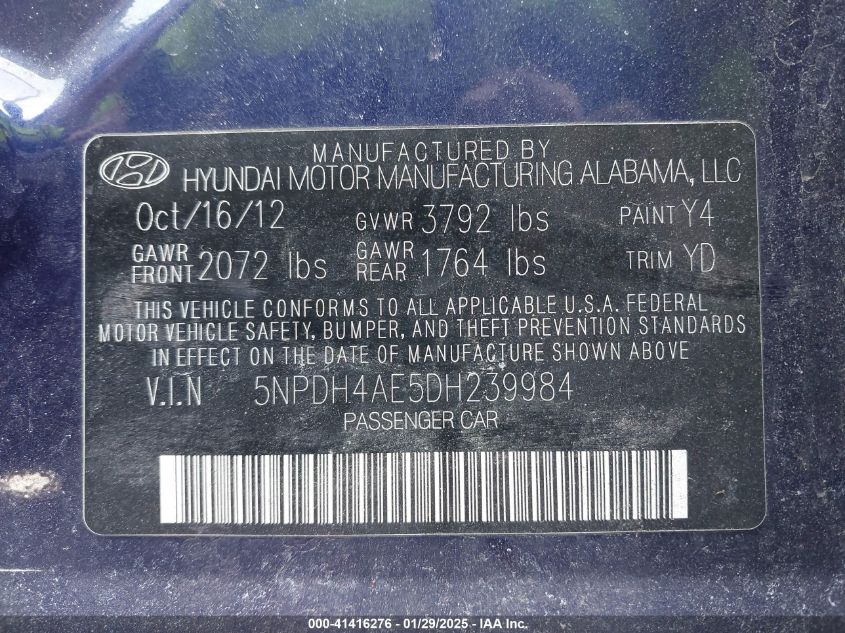 MANUFACTURED BY
HYUNDAI MOTOR MANUFACTURING ALABAMA, LLC
Oct/16/12 GVWR 3792 lbs PAINT Y4
GAWR FRONT 2072 lbs GAWR REAR 1764 lbs TRIM YD
THIS VEHICLE CONFORMS TO ALL APPLICABLE U.S.A. FEDERAL
MOTOR VEHICLE SAFETY, BUMPER, AND THEFT PREVENTION STANDARDS
IN EFFECT ON THE DATE OF MANUFACTURE SHOWN ABOVE
V.I.N 5NPDH4AE5DH239984
PASSENGER CAR
000-41416276 - 01/29/2025 - IAA Inc.